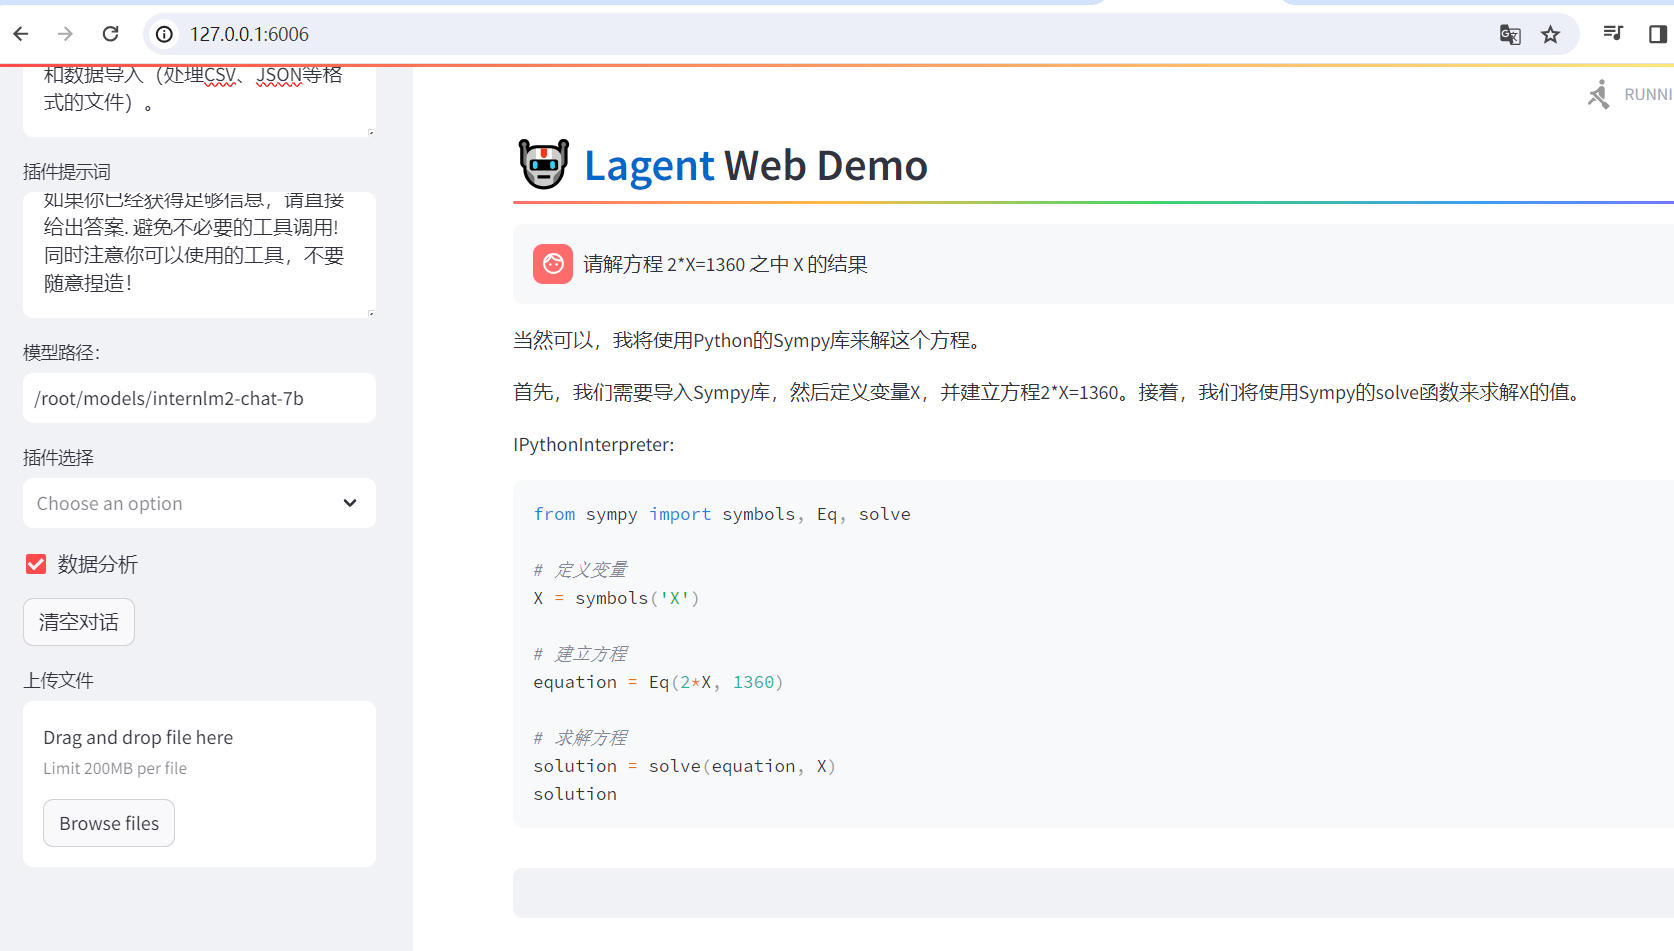 127.0.0.1:6006
和数据导入（处理CSV、JSON等格
式的文件）。
插件提示词
如果你已经获得足够信息，请直接
给出答案. 避免不必要的工具调用!
同时注意你可以使用的工具，不要
随意捏造！
模型路径：
/root/models/internlm2-chat-7b
插件选择
Choose an option
数据分析
清空对话
上传文件
Drag and drop file here
Limit 200MB per file
Browse files
RUNNI
Lagent Web Demo
请解方程 2*X=1360 之中 X 的结果
当然可以，我将使用Python的Sympy库来解这个方程。
首先，我们需要导入Sympy库，然后定义变量X，并建立方程2*X=1360。接着，我们将使用Sympy的solve函数来求解X的值。
IPythonInterpreter:
from sympy import symbols, Eq, solve
# 定义变量
X = symbols('X')
# 建立方程
equation = Eq(2*X, 1360)
# 求解方程
solution = solve(equation, X)
solution